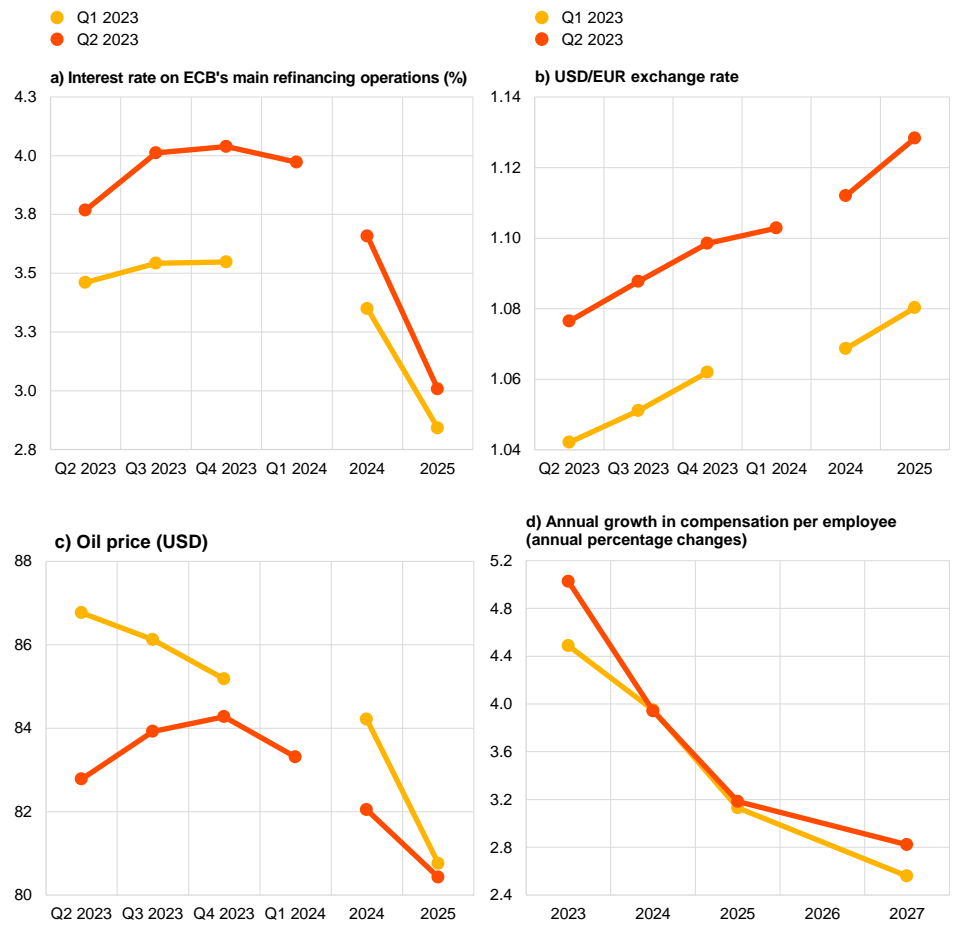 Q1 2023
Q2 2023
a) Interest rate on ECB's main refinancing operations (%)
4.3
4.0
3.8
3.5
3.3
3.0
2.8
Q2 2023 Q3 2023 Q4 2023 Q1 2024 2024 2025
Q1 2023
Q2 2023
b) USD/EUR exchange rate
1.14
1.12
1.10
1.08
1.06
1.04
Q2 2023 Q3 2023 Q4 2023 Q1 2024 2024 2025
c) Oil price (USD)
88
86
84
82
80
Q2 2023 Q3 2023 Q4 2023 Q1 2024 2024 2025
d) Annual growth in compensation per employee
(annual percentage changes)
5.2
4.8
4.4
4.0
3.6
3.2
2.8
2.4
2023 2024 2025 2026 2027